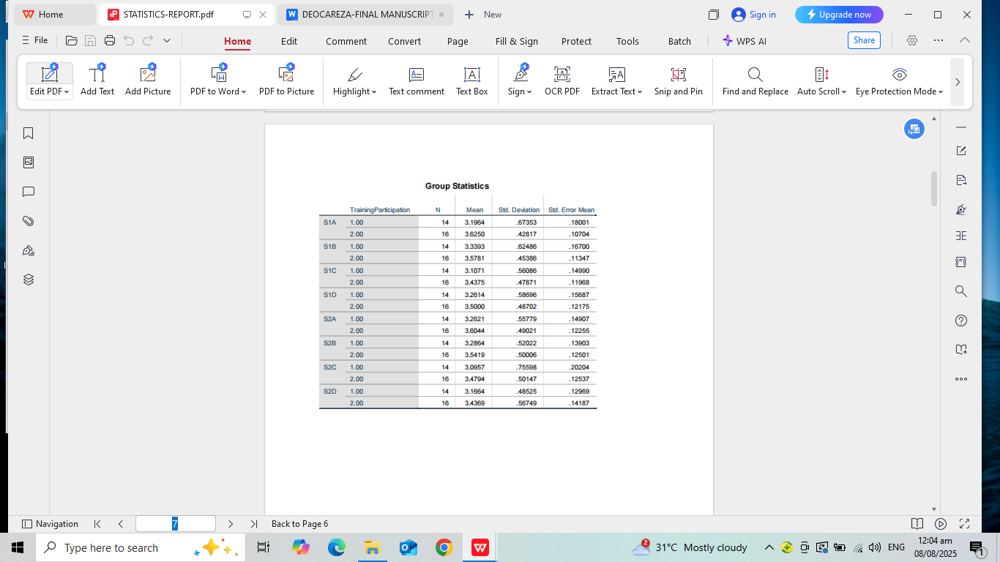 Home STATISTICS-REPORT.pdf DEOCAREZA-FINAL MANUSCRIPT New Sign in Upgrade now
File Home Edit Comment Convert Page Fill & Sign Protect Tools Batch WPS AI Share
Edit PDF Add Text Add Picture PDF to Word PDF to Picture Highlight Text comment Text Box Sign OCR PDF Extract Text Snip and Pin Find and Replace Auto Scroll Eye Protection Mode
Group Statistics
TrainingParticipation N Mean Std. Deviation Std. Error Mean
S1A 1.00 14 3.1964 .67353 .18001
2.00 16 3.6250 .42817 .10704
S1B 1.00 14 3.3393 .62486 .16700
2.00 16 3.5781 .45386 .11347
S1C 1.00 14 3.1071 .56086 .14990
2.00 16 3.4375 .47871 .11968
S1D 1.00 14 3.2614 .58696 .15687
2.00 16 3.5000 .48702 .12175
S2A 1.00 14 3.2621 .55779 .14907
2.00 16 3.6044 .49021 .12255
S2B 1.00 14 3.2864 .52022 .13903
2.00 16 3.5419 .50006 .12501
S2C 1.00 14 3.0957 .75598 .20204
2.00 16 3.4794 .50147 .12537
S2D 1.00 14 3.1664 .48525 .12969
2.00 16 3.4369 .56749 .14187
Navigation 7 Back to Page 6
Type here to search 2 31°C Mostly cloudy ENG 12:04 am
08/08/2025 1